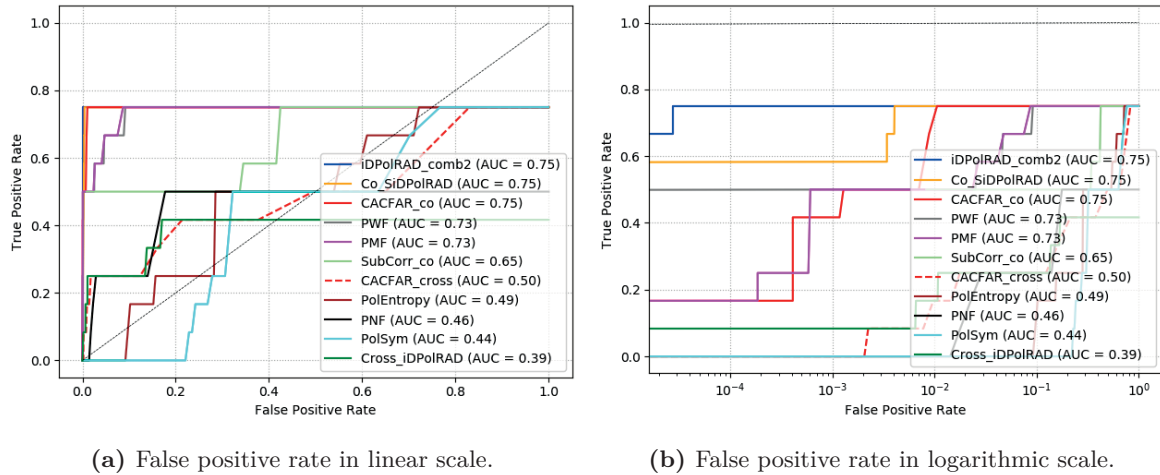 1.0
0.8
0.6
0.4
0.2
0.0
True Positive Rate
0.0 0.2 0.4 0.6 0.8 1.0
False Positive Rate
iDPolRAD_comb2 (AUC = 0.75)
Co_SiDPolRAD (AUC = 0.75)
CACFAR_co (AUC = 0.75)
PWF (AUC = 0.73)
PMF (AUC = 0.73)
SubCorr_co (AUC = 0.65)
CACFAR_cross (AUC = 0.50)
PolEntropy (AUC = 0.49)
PNF (AUC = 0.46)
PolSym (AUC = 0.44)
Cross_iDPolRAD (AUC = 0.39)
(a) False positive rate in linear scale.
1.0
0.8
0.6
0.4
0.2
0.0
True Positive Rate
10⁻⁴ 10⁻³ 10⁻² 10⁻¹ 10⁰
False Positive Rate
iDPolRAD_comb2 (AUC = 0.75)
Co_SiDPolRAD (AUC = 0.75)
CACFAR_co (AUC = 0.75)
PWF (AUC = 0.73)
PMF (AUC = 0.73)
SubCorr_co (AUC = 0.65)
CACFAR_cross (AUC = 0.50)
PolEntropy (AUC = 0.49)
PNF (AUC = 0.46)
PolSym (AUC = 0.44)
Cross_iDPolRAD (AUC = 0.39)
(b) False positive rate in logarithmic scale.